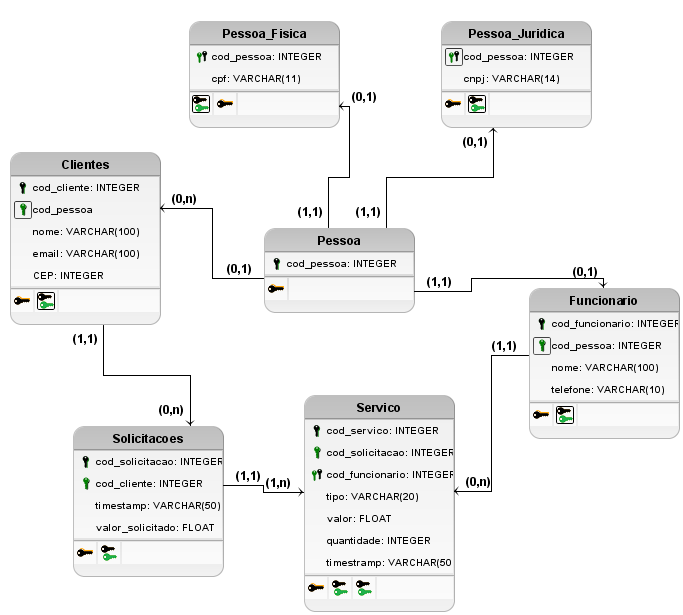 Pessoa_Fisica
cod_pessoa: INTEGER
cpf: VARCHAR(11)
Pessoa_Juridica
cod_pessoa: INTEGER
cnpj: VARCHAR(14)
(0,1)
(0,1)
Clientes
cod_cliente: INTEGER
cod_pessoa
nome: VARCHAR(100)
email: VARCHAR(100)
CEP: INTEGER
(0,n)
(1,1)
(1,1)
Pessoa
cod_pessoa: INTEGER
(0,1)
(1,1)
(0,1)
Funcionario
cod_funcionario: INTEGER
cod_pessoa: INTEGER
nome: VARCHAR(100)
telefone: VARCHAR(10)
(1,1)
(1,1)
(0,n)
Solicitacoes
cod_solicitacao: INTEGER
cod_cliente: INTEGER
timestamp: VARCHAR(50)
valor_solicitado: FLOAT
(1,1)
(1,n)
Servico
cod_servico: INTEGER
cod_solicitacao: INTEGER
cod_funcionario: INTEGER
tipo: VARCHAR(20)
valor: FLOAT
quantidade: INTEGER
timestramp: VARCHAR(50
(0,n)